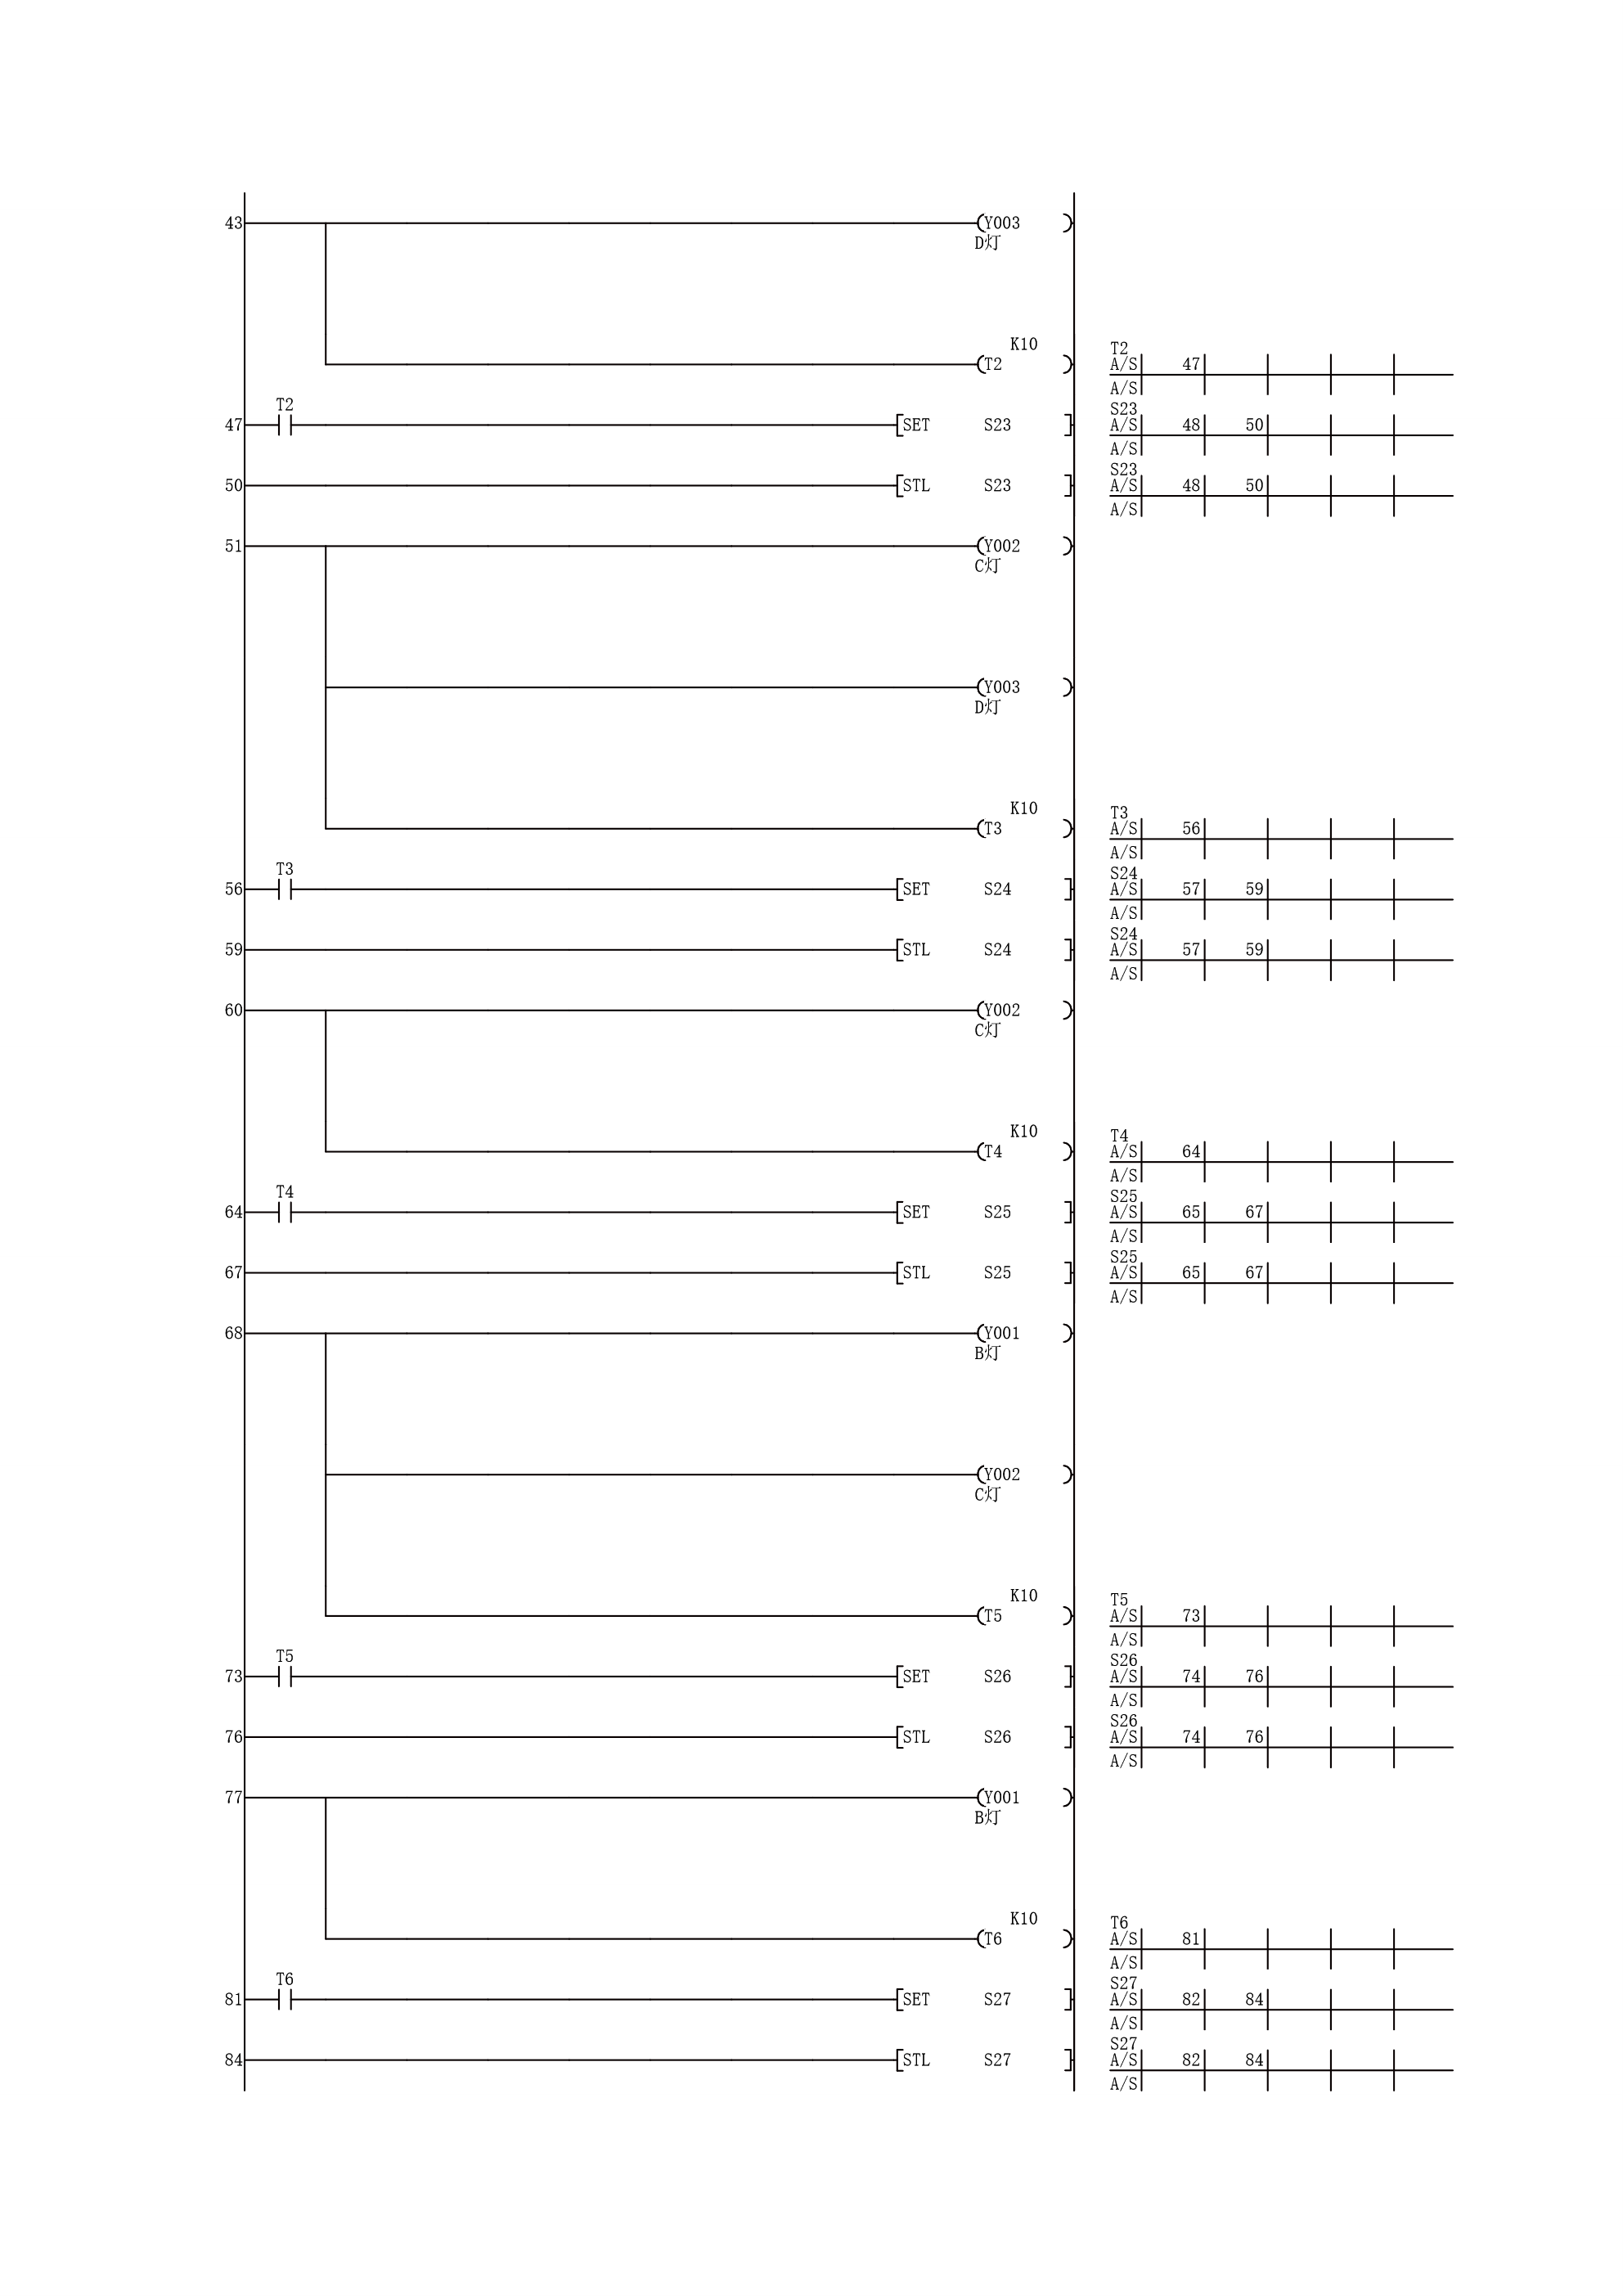 43 Y003
D灯
K10
T2
T2
A/S 47
A/S
T2
47 SET S23
S23
A/S 48 50
A/S
50 STL S23
S23
A/S 48 50
A/S
51 Y002
C灯
Y003
D灯
K10
T3
T3
A/S 56
A/S
T3
56 SET S24
S24
A/S 57 59
A/S
59 STL S24
S24
A/S 57 59
A/S
60 Y002
C灯
K10
T4
T4
A/S 64
A/S
T4
64 SET S25
S25
A/S 65 67
A/S
67 STL S25
S25
A/S 65 67
A/S
68 Y001
B灯
Y002
C灯
K10
T5
T5
A/S 73
A/S
T5
73 SET S26
S26
A/S 74 76
A/S
76 STL S26
S26
A/S 74 76
A/S
77 Y001
B灯
K10
T6
T6
A/S 81
A/S
T6
81 SET S27
S27
A/S 82 84
A/S
84 STL S27
S27
A/S 82 84
A/S